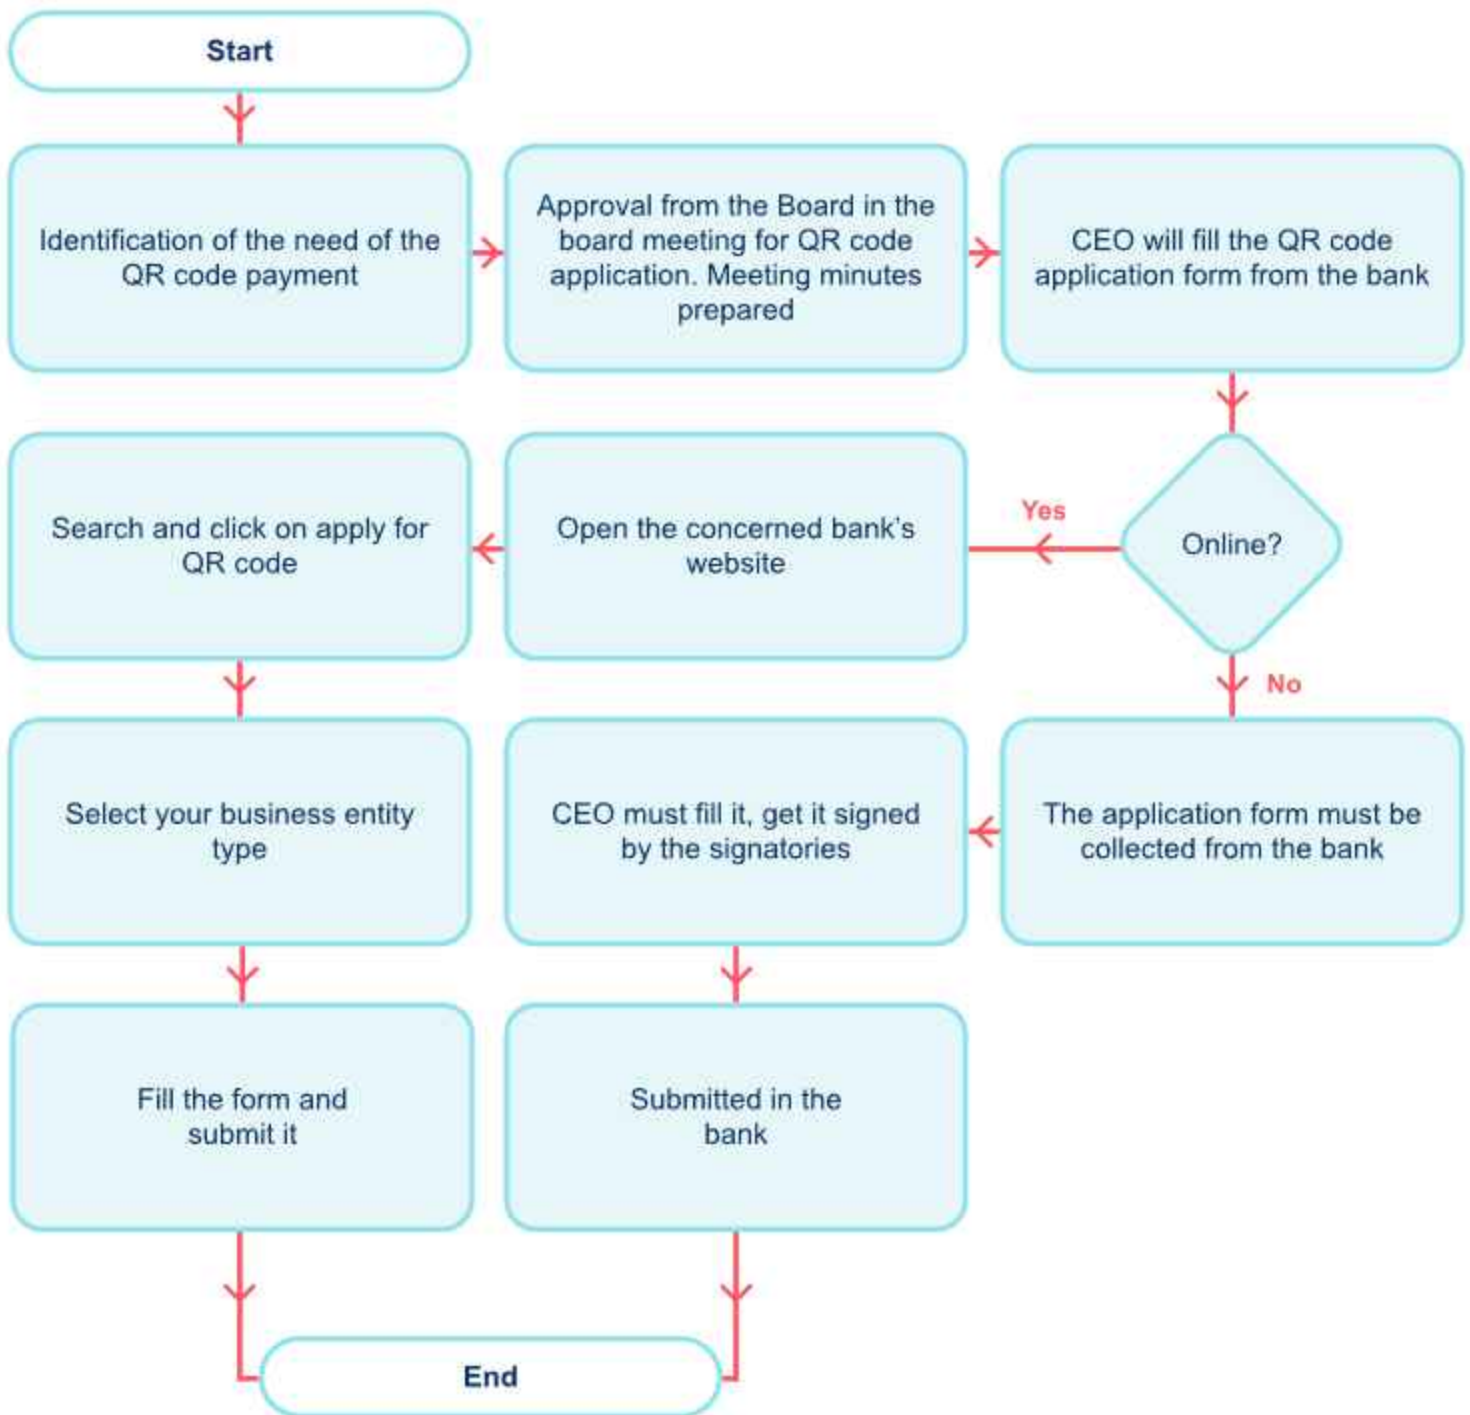 Start
Identification of the need of the
QR code payment
Approval from the Board in the
board meeting for QR code
application. Meeting minutes
prepared
CEO will fill the QR code
application form from the bank
Online?
Yes
Open the concerned bank's
website
Search and click on apply for
QR code
No
Select your business entity
type
CEO must fill it, get it signed
by the signatories
The application form must be
collected from the bank
Fill the form and
submit it
Submitted in the
bank
End